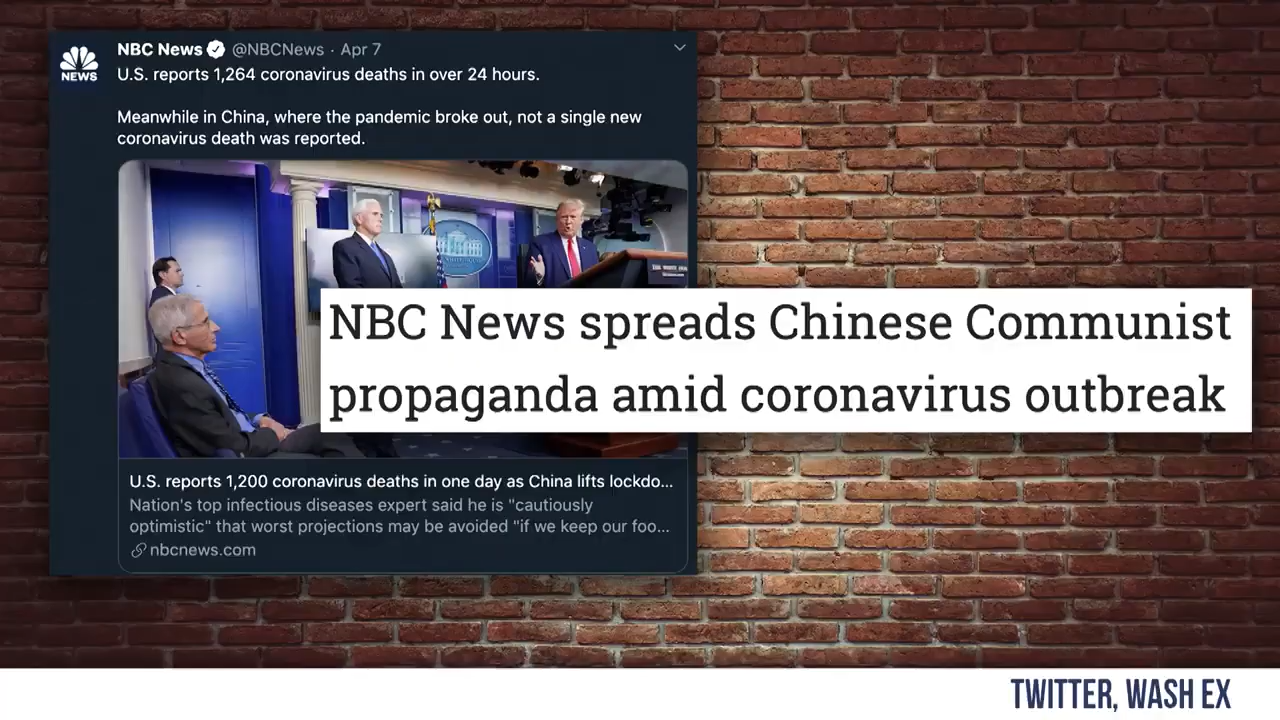 NBC News @NBCNews · Apr 7
U.S. reports 1,264 coronavirus deaths in over 24 hours.
Meanwhile in China, where the pandemic broke out, not a single new
coronavirus death was reported.
NEWS
NBC News spreads Chinese Communist
propaganda amid coronavirus outbreak
U.S. reports 1,200 coronavirus deaths in one day as China lifts lockdo...
Nation's top infectious diseases expert said he is "cautiously
optimistic" that worst projections may be avoided "if we keep our foo...
nbcnews.com
TWITTER, WASH EX